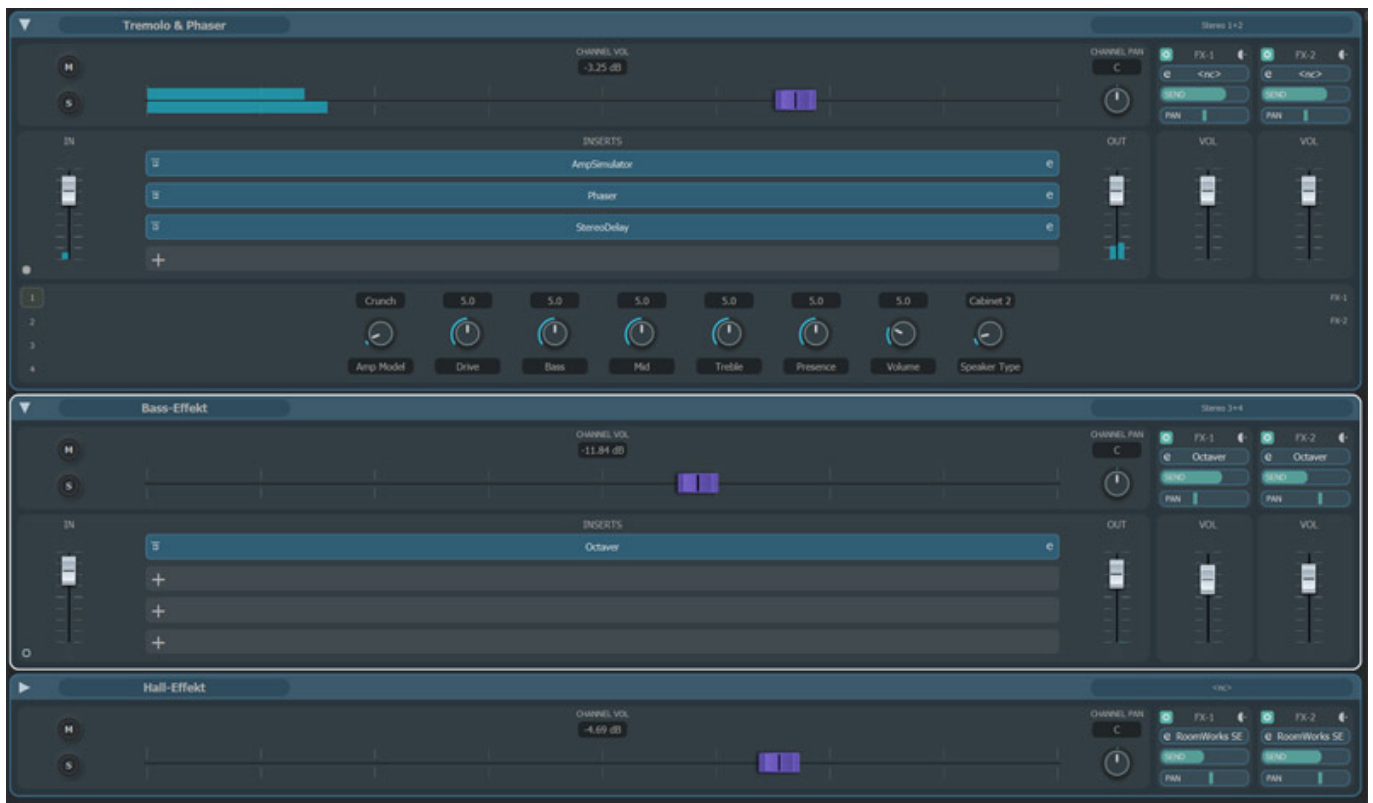 Tremolo & Phaser Stereo 1+2
CHANNEL VOL CHANNEL PAN FX-1 FX-2
M -3.25 dB C e <nc> e <nc>
S SEND SEND
PAN PAN
IN INSERTS OUT VOL VOL
AmpSimulator e
Phaser e
StereoDelay e
+
1 Crunch 5.0 5.0 5.0 5.0 5.0 5.0 Cabinet 2 FX-1
2 FX-2
3
4 Amp Model Drive Bass Mid Treble Presence Volume Speaker Type
Bass-Effekt Stereo 3+4
CHANNEL VOL CHANNEL PAN FX-1 FX-2
M -11.84 dB C e Octaver e Octaver
S SEND SEND
PAN PAN
IN INSERTS OUT VOL VOL
Octaver e
+
+
+
Hall-Effekt <nc>
CHANNEL VOL CHANNEL PAN FX-1 FX-2
M -4.69 dB C e RoomWorks SE e RoomWorks SE
S SEND SEND
PAN PAN